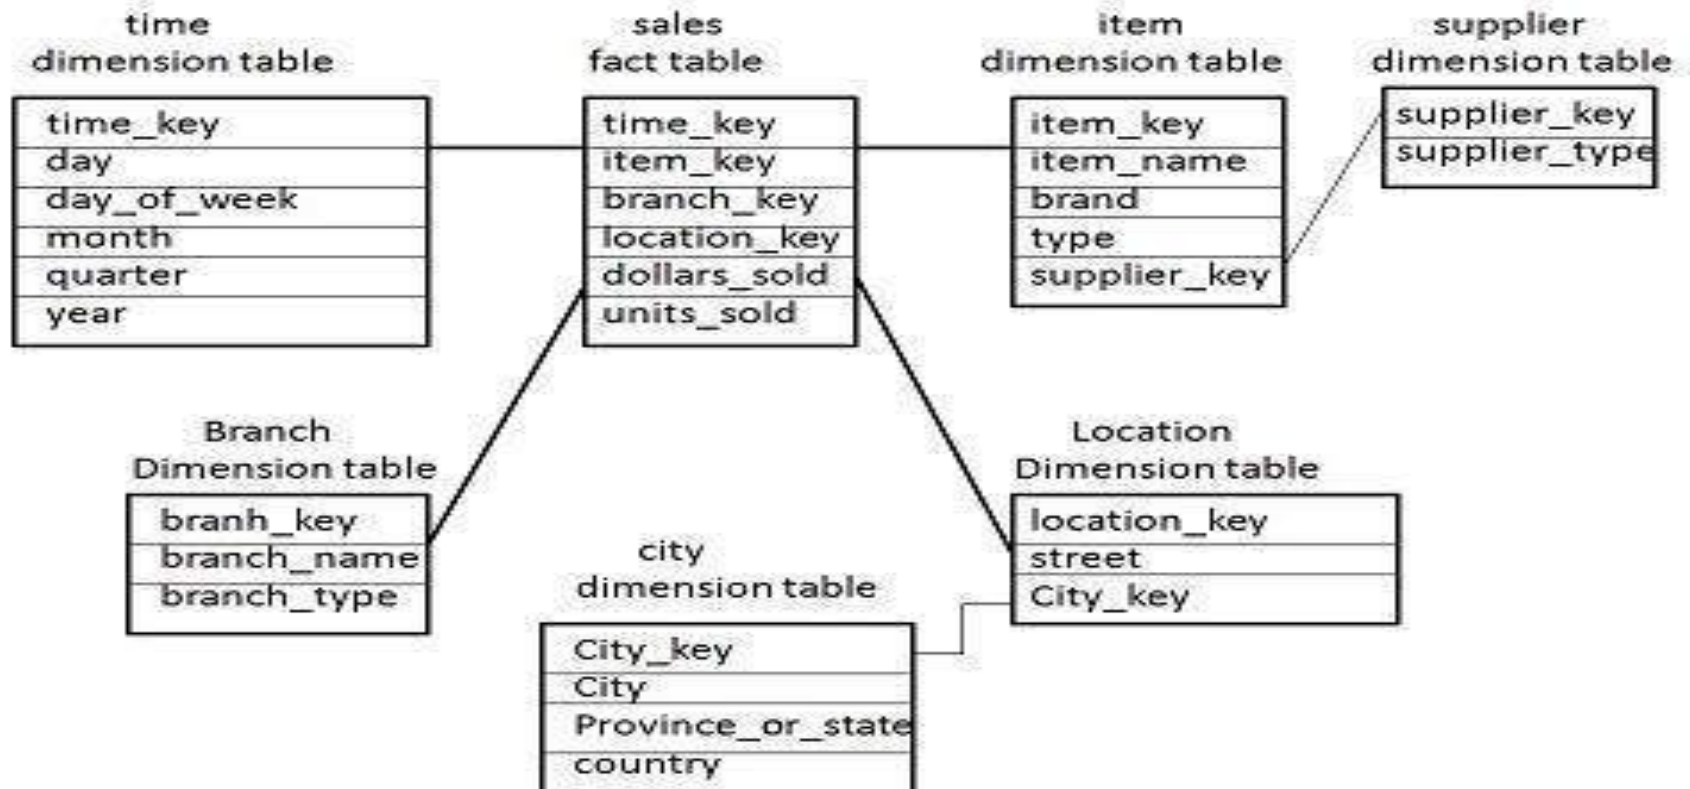 time
dimension table
time_key
day
day_of_week
month
quarter
year
sales
fact table
time_key
item_key
branch_key
location_key
dollars_sold
units_sold
item
dimension table
item_key
item_name
brand
type
supplier_key
supplier
dimension table
supplier_key
supplier_type
Branch
Dimension table
branh_key
branch_name
branch_type
city
dimension table
City_key
City
Province_or_state
country
Location
Dimension table
location_key
street
City_key